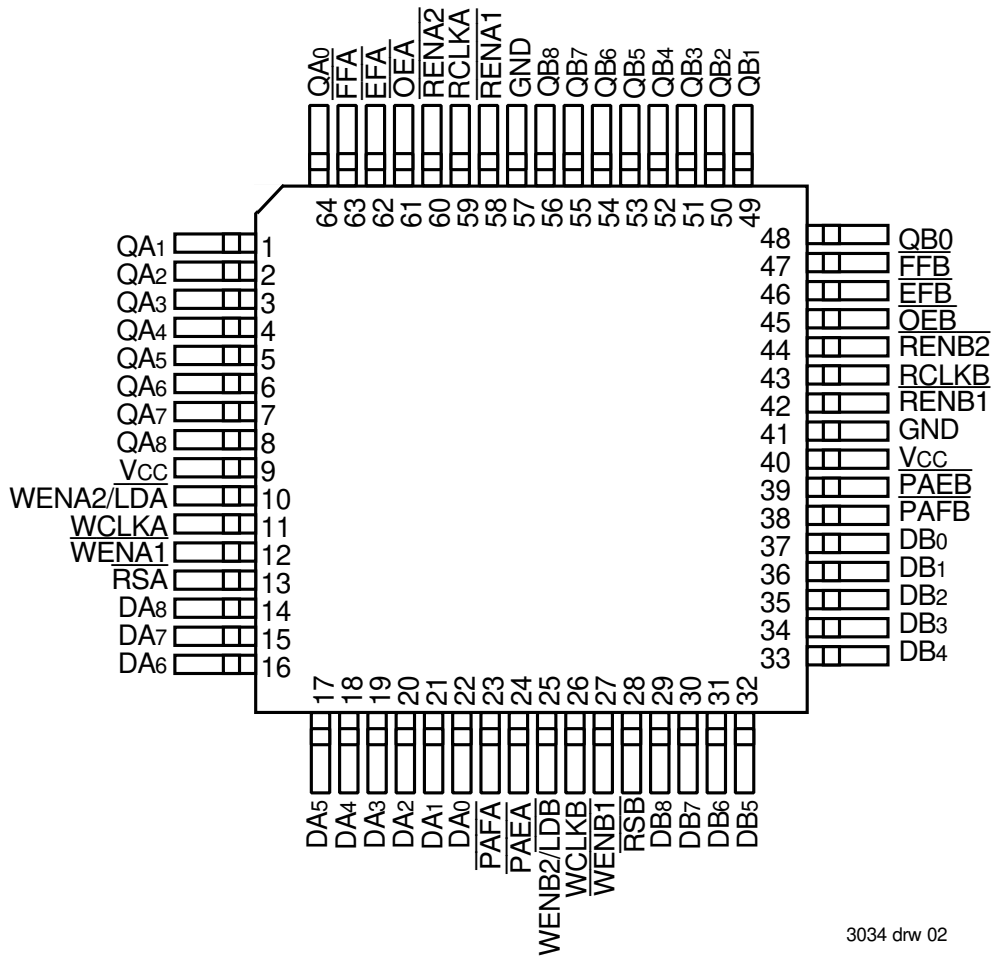 QA0
FFA
EFA
OEA
RENA2
RCLKA
RENA1
GND
QB8
QB7
QB6
QB5
QB4
QB3
QB2
QB1
64
63
62
61
60
59
58
57
56
55
54
53
52
51
50
49
QA1 1
QA2 2
QA3 3
QA4 4
QA5 5
QA6 6
QA7 7
QA8 8
VCC 9
WENA2/LDA 10
WCLKA 11
WENA1 12
RSA 13
DA8 14
DA7 15
DA6 16
48 QB0
47 FFB
46 EFB
45 OEB
44 RENB2
43 RCLKB
42 RENB1
41 GND
40 VCC
39 PAEB
38 PAFB
37 DB0
36 DB1
35 DB2
34 DB3
33 DB4
17
18
19
20
21
22
23
24
25
26
27
28
29
30
31
32
DA5
DA4
DA3
DA2
DA1
DA0
PAFA
PAEA
WENB2/LDB
WCLKB
WENB1
RSB
DB8
DB7
DB6
DB5
3034 drw 02